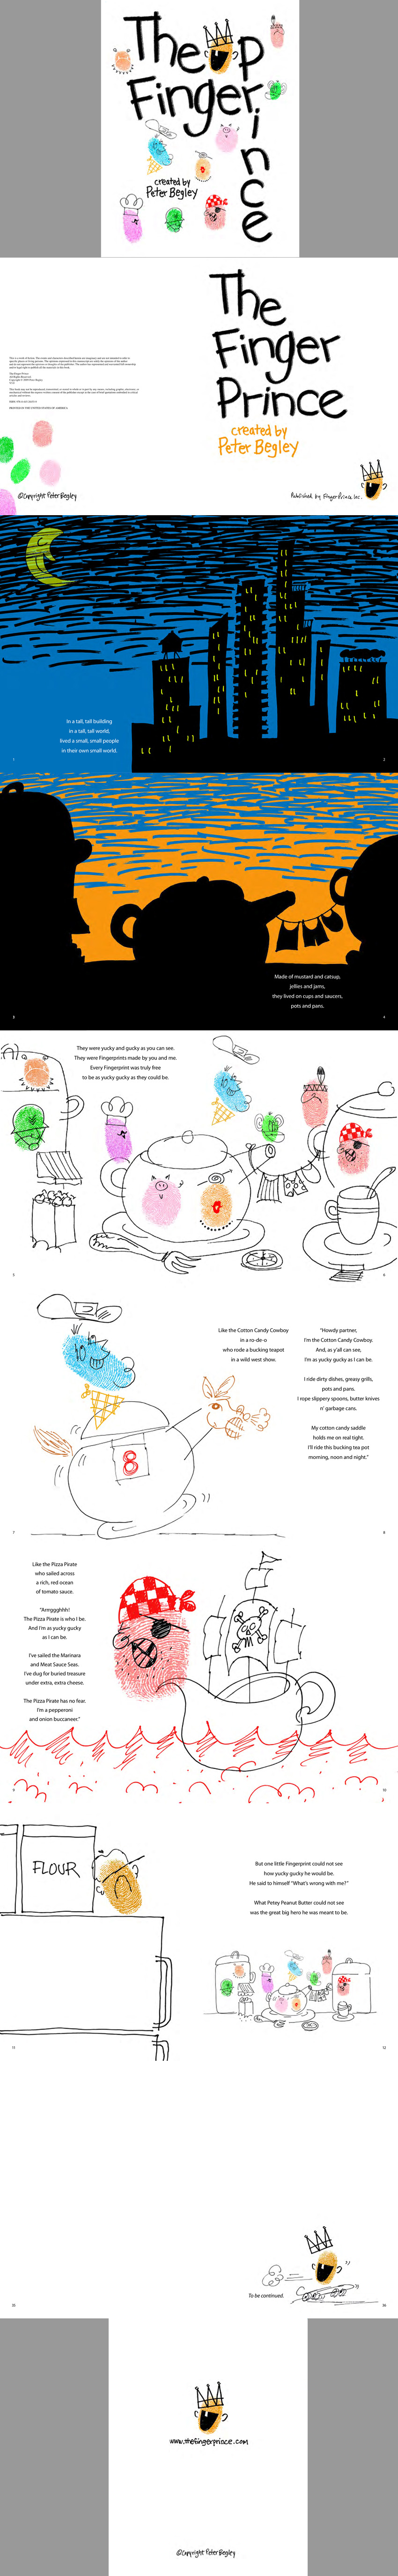 The Finger
Prince
created by
Peter Begley
The
Finger
Prince
created by
Peter Begley
PRINTED IN THE UNITED STATES OF AMERICA
©Copyright Peter Begley
Published by Finger Prince Inc.
In a tall, tall building
in a tall, tall world,
lived a small, small people
in their own small world.
1
2
Made of mustard and catsup,
jellies and jams,
they lived on cups and saucers,
pots and pans.
3
4
They were yucky and gucky as you can see.
They were Fingerprints made by you and me.
Every Fingerprint was truly free
to be as yucky gucky as they could be.
5
6
Like the Cotton Candy Cowboy
in a ro-de-o
who rode a bucking teapot
in a wild west show.
"Howdy partner,
I'm the Cotton Candy Cowboy.
And, as y'all can see,
I'm as yucky gucky as I can be.
I ride dirty dishes, greasy grills,
pots and pans.
I rope slippery spoons, butter knives
n' garbage cans.
My cotton candy saddle
holds me on real tight.
I'll ride this bucking tea pot
morning, noon and night."
8
7
8
Like the Pizza Pirate
who sailed across
a rich, red ocean
of tomato sauce.
"Arrrggghhh!
The Pizza Pirate is who I be.
And I'm as yucky gucky
as I can be.
I've sailed the Marinara
and Meat Sauce Seas.
I've dug for buried treasure
under extra, extra cheese.
The Pizza Pirate has no fear.
I'm a pepperoni
and onion buccaneer."
9
10
FLOUR
But one little Fingerprint could not see
how yucky gucky he would be.
He said to himself "What's wrong with me?"
What Petey Peanut Butter could not see
was the great big hero he was meant to be.
11
12
To be continued.
35
36
www.thefingerprince.com
©Copyright Peter Begley